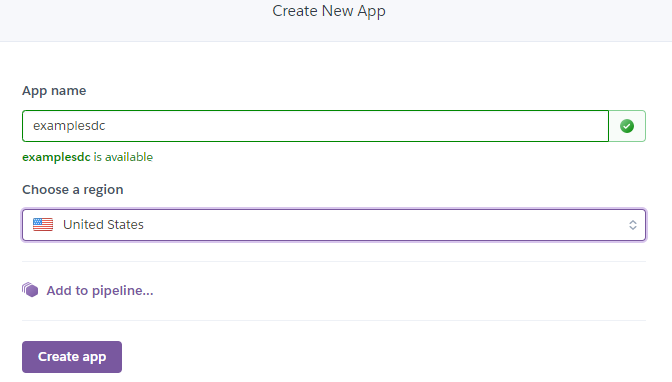 Create New App
App name
examplesdc
examplesdc is available
Choose a region
United States
Add to pipeline...
Create app